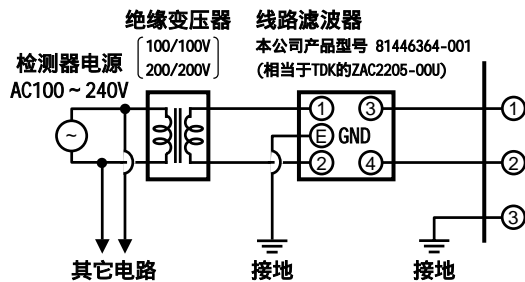 绝缘变压器
100/100V
200/200V
线路滤波器
本公司产品型号 81446364-001
(相当于TDK的ZAC2205-00U)
检测器电源
AC100～240V
~
1
E
2
3
GND
4
1
2
3
其它电路
接地
接地